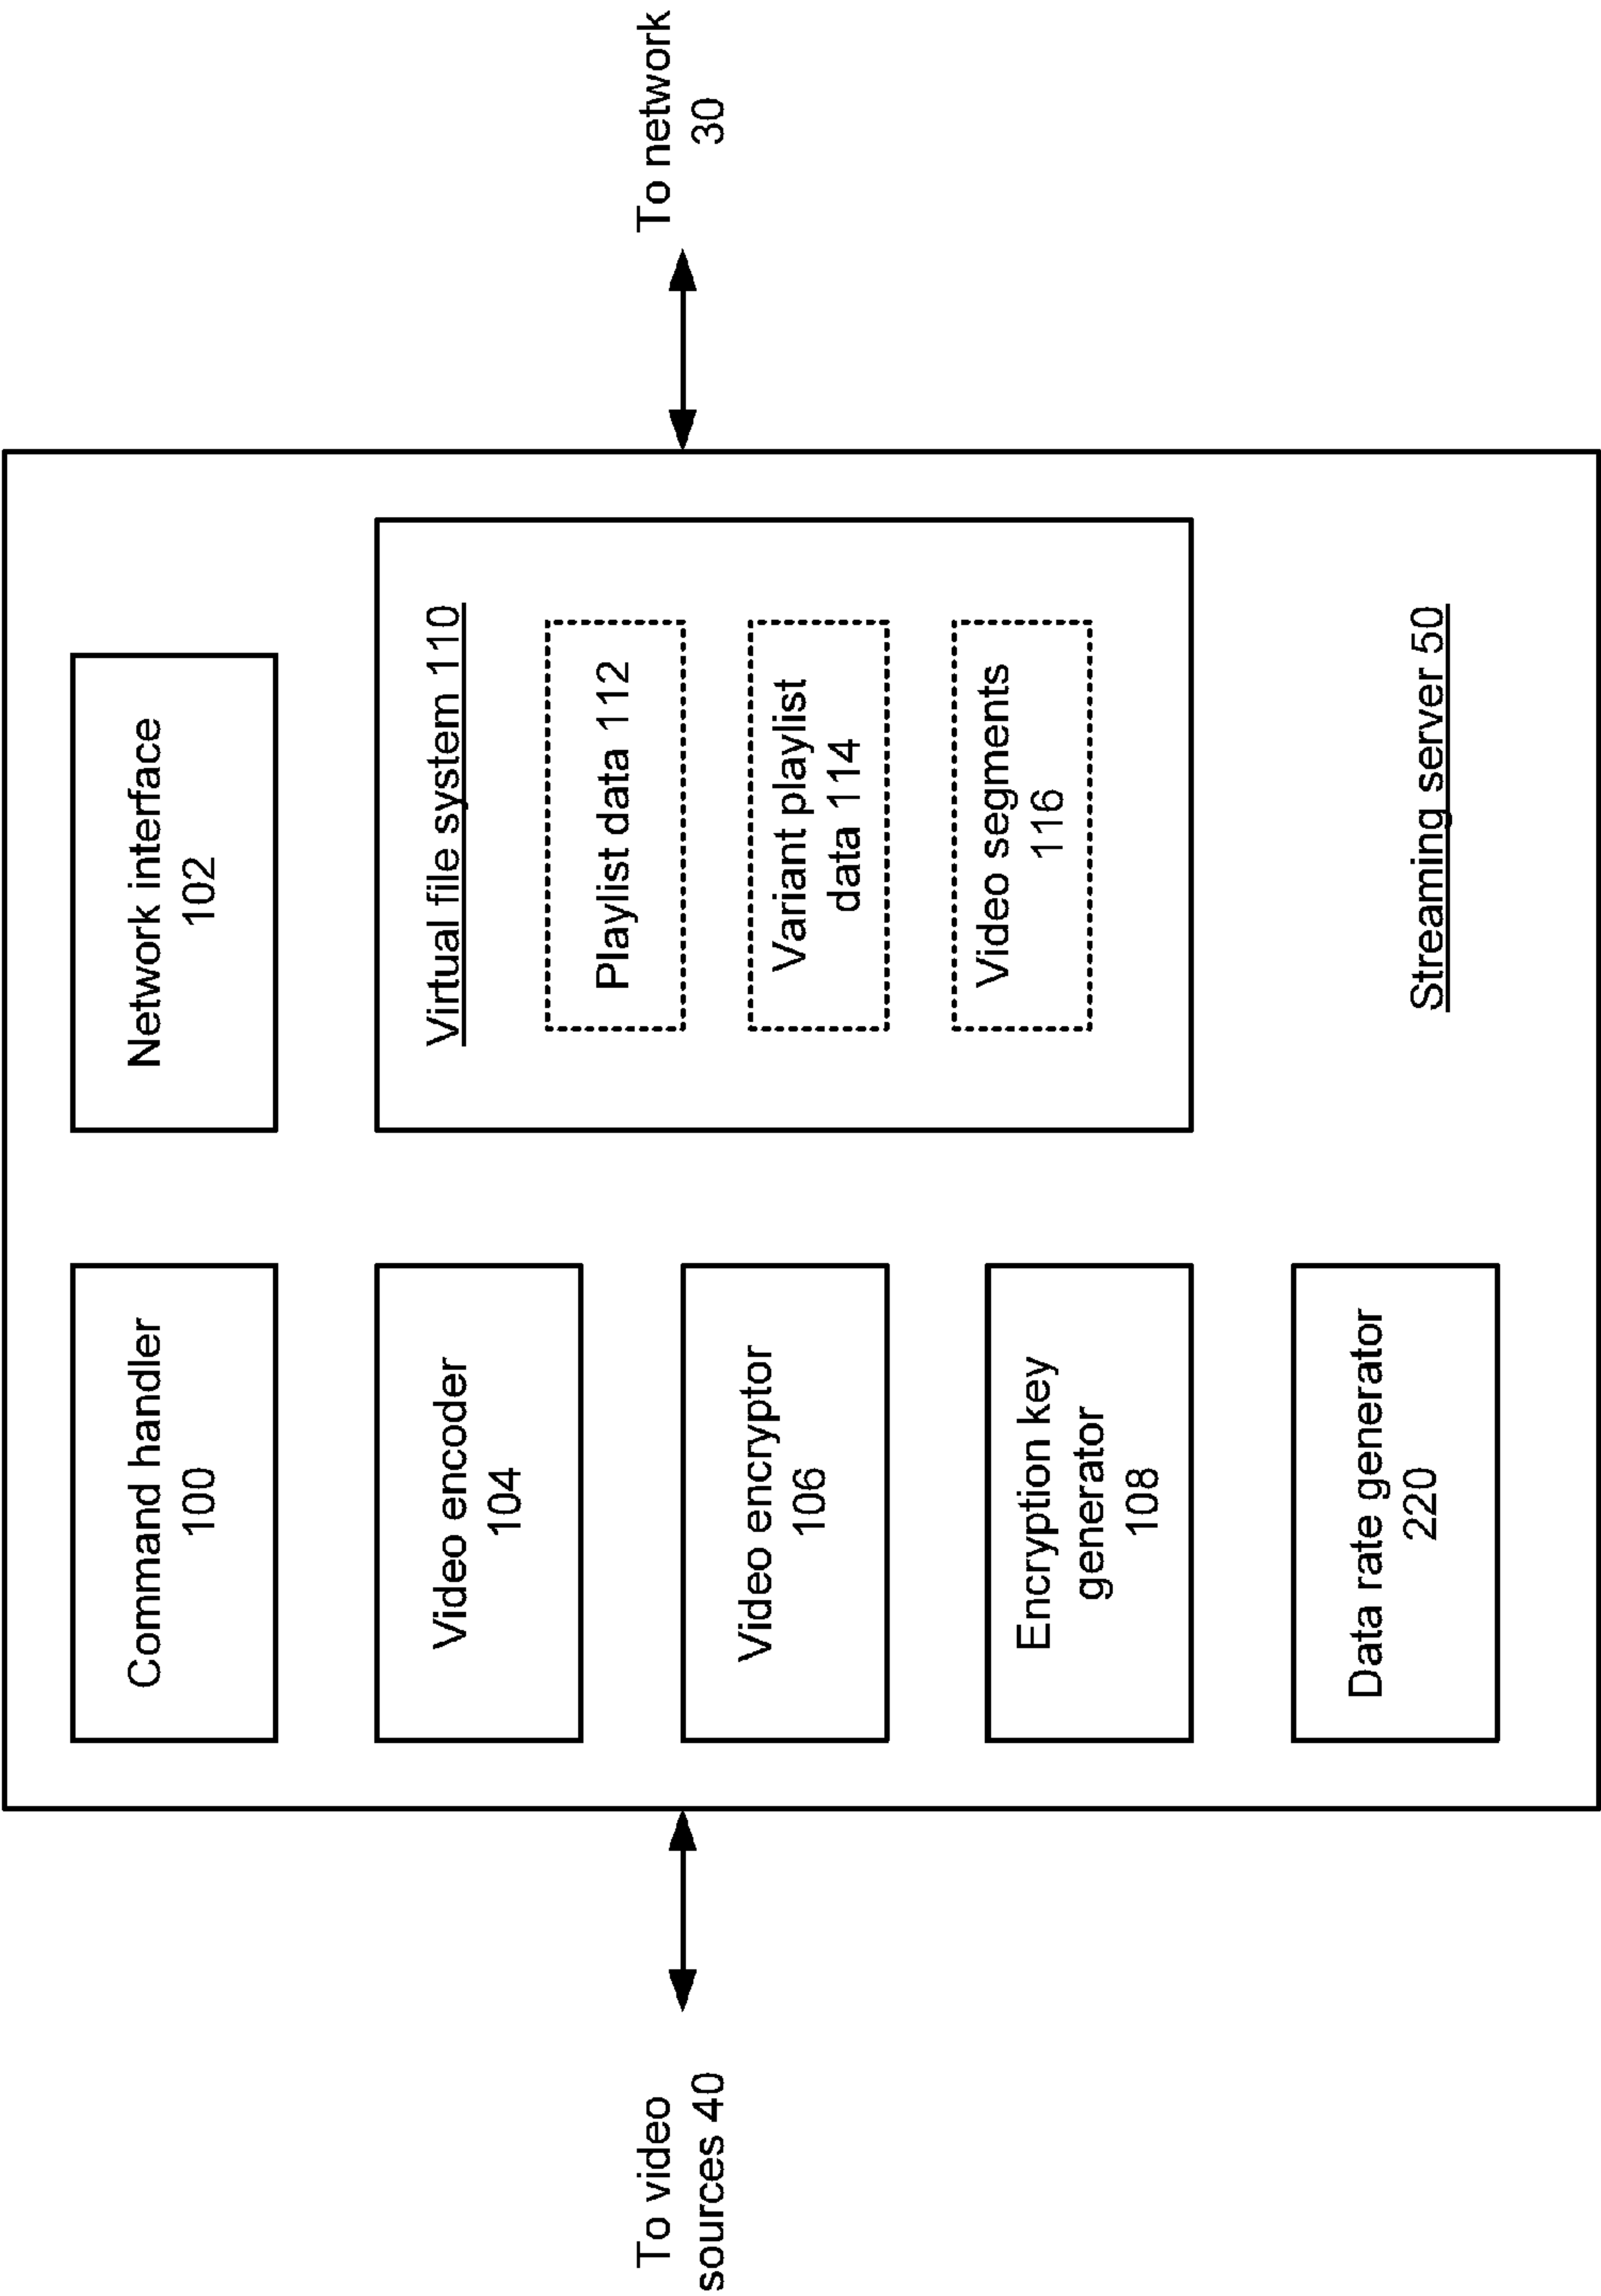 To video
sources 40
Command handler
100
Video encoder
104
Video encryptor
106
Encryption key
generator
108
Data rate generator
220
Network interface
102
Virtual file system 110
Playlist data 112
Variant playlist
data 114
Video segments
116
Streaming server 50
To network
30